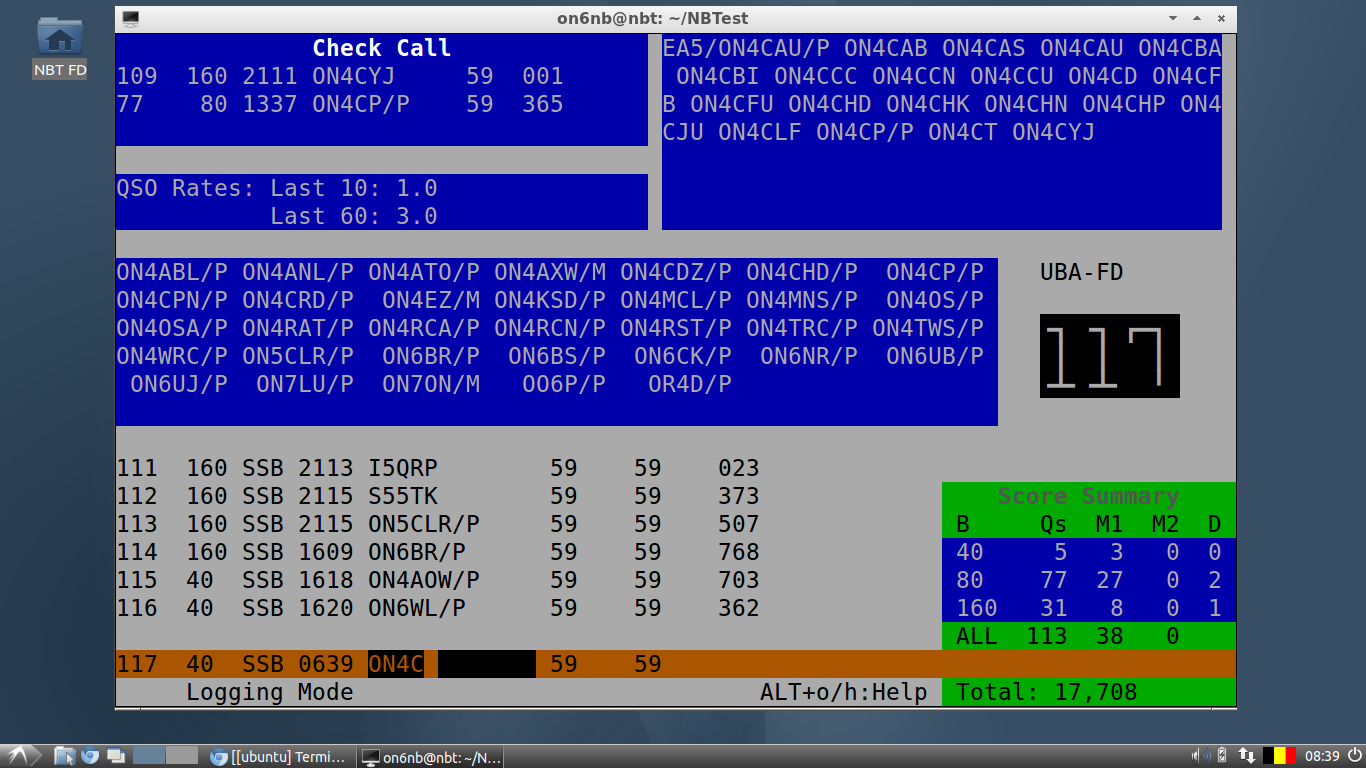 on6nb@nbt: ~/NBTest
NBT FD
Check Call
109 160 2111 ON4CYJ 59 001
77 80 1337 ON4CP/P 59 365
EA5/ON4CAU/P ON4CAB ON4CAS ON4CAU ON4CBA
ON4CBI ON4CCC ON4CCN ON4CCU ON4CD ON4CF
B ON4CFU ON4CHD ON4CHK ON4CHN ON4CHP ON4
CJU ON4CLF ON4CP/P ON4CT ON4CYJ
QSO Rates: Last 10: 1.0
Last 60: 3.0
ON4ABL/P ON4ANL/P ON4ATO/P ON4AXW/M ON4CDZ/P ON4CHD/P ON4CP/P
ON4CPN/P ON4CRD/P ON4EZ/M ON4KSD/P ON4MCL/P ON4MNS/P ON4OS/P
ON4OSA/P ON4RAT/P ON4RCA/P ON4RCN/P ON4RST/P ON4TRC/P ON4TWS/P
ON4WRC/P ON5CLR/P ON6BR/P ON6BS/P ON6CK/P ON6NR/P ON6UB/P
ON6UJ/P ON7LU/P ON7ON/M OO6P/P OR4D/P
UBA-FD
117
111 160 SSB 2113 I5QRP 59 59 023
112 160 SSB 2115 S55TK 59 59 373
113 160 SSB 2115 ON5CLR/P 59 59 507
114 160 SSB 1609 ON6BR/P 59 59 768
115 40 SSB 1618 ON4AOW/P 59 59 703
116 40 SSB 1620 ON6WL/P 59 59 362
Score Summary
B Qs M1 M2 D
40 5 3 0 0
80 77 27 0 2
160 31 8 0 1
ALL 113 38 0
117 40 SSB 0639 ON4C 59 59
Logging Mode ALT+o/h:Help Total: 17,708
[[ubuntu] Termi...
on6nb@nbt: ~/N...
08:39